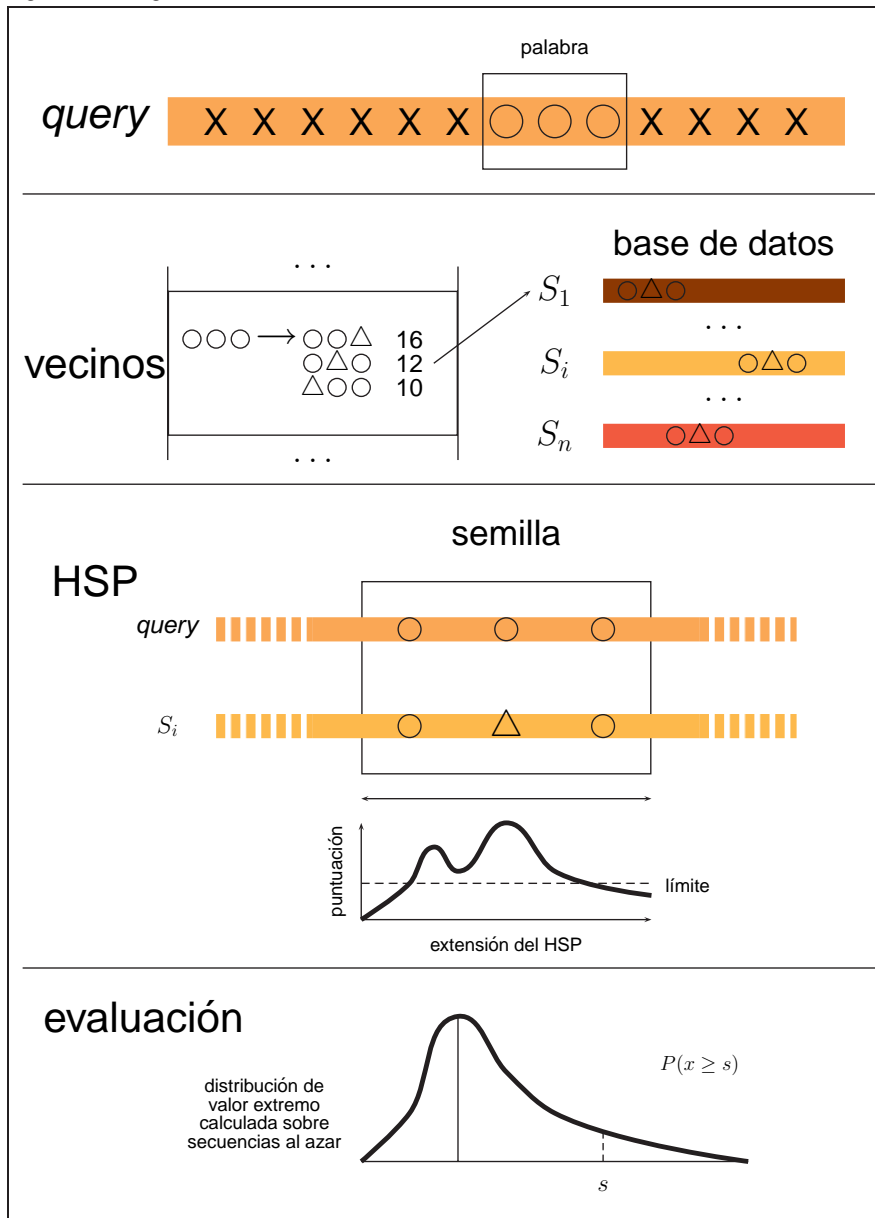 palabra
query X X X X X X ○ ○ ○ X X X X
base de datos
. . .
S₁ ○△○
. . .
vecinos
○○○ → ○○△ 16
○△○ 12
△○○ 10
Sᵢ ○△○
. . .
Sₙ ○△○
. . .
semilla
HSP
query ○ ○ ○
Sᵢ ○ △ ○
puntuación
límite
extensión del HSP
evaluación
distribución de
valor extremo
calculada sobre
secuencias al azar
P(x ≥ s)
s